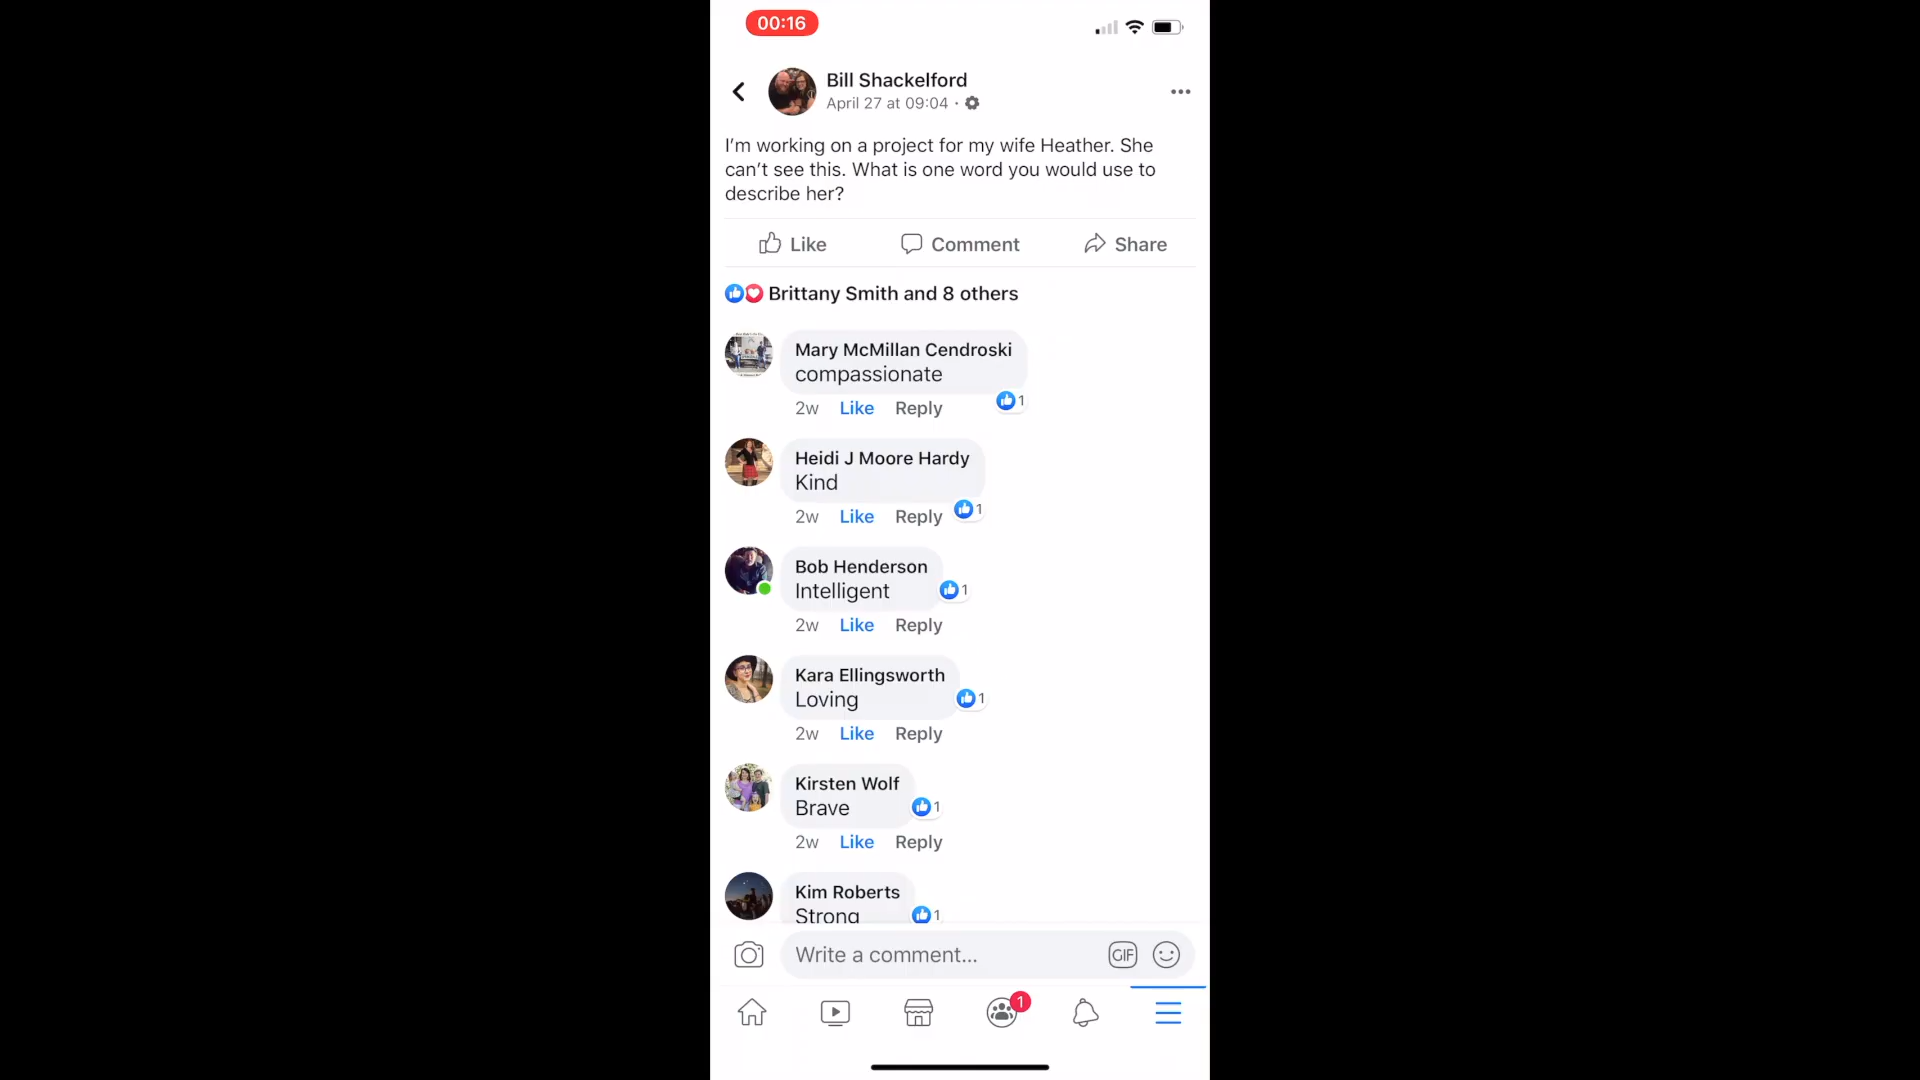 00:16
Bill Shackelford
April 27 at 09:04 ·
I'm working on a project for my wife Heather. She
can't see this. What is one word you would use to
describe her?
Like Comment Share
Brittany Smith and 8 others
Mary McMillan Cendroski
compassionate
2w Like Reply 1
Heidi J Moore Hardy
Kind
2w Like Reply 1
Bob Henderson
Intelligent 1
2w Like Reply
Kara Ellingsworth
Loving 1
2w Like Reply
Kirsten Wolf
Brave 1
2w Like Reply
Kim Roberts
Strong 1
Write a comment... GIF
1